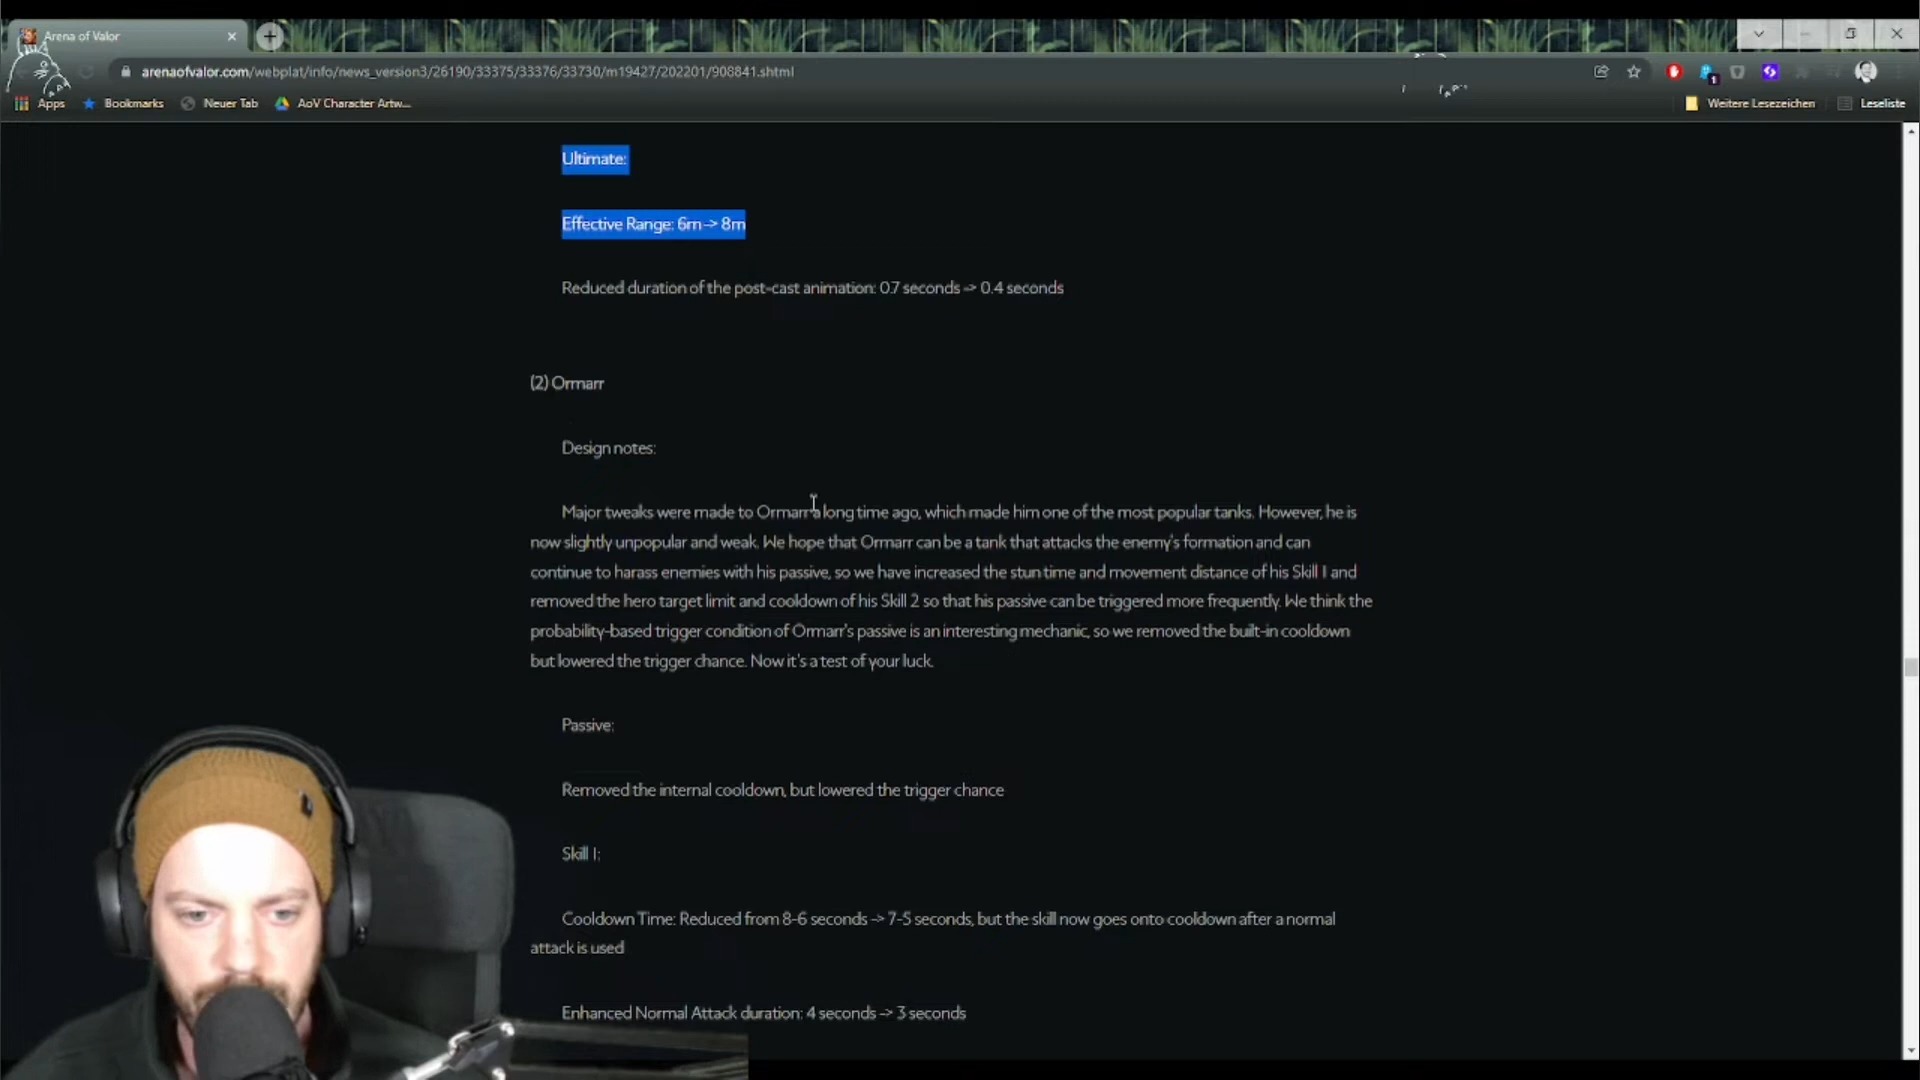 Arena of Valor
arenaofvalor.com/webplat/info/news_version3/26190/33375/33376/33730/m19427/202201/908841.shtml
Apps
Bookmarks
Neuer Tab
AoV Character Artw...
Weitere Lesezeichen
Leseliste
Ultimate:
Effective Range: 6m -> 8m
Reduced duration of the post-cast animation: 0.7 seconds -> 0.4 seconds
(2) Ormarr
Design notes:
Major tweaks were made to Ormarr a long time ago, which made him one of the most popular tanks. However, he is
now slightly unpopular and weak. We hope that Ormarr can be a tank that attacks the enemy's formation and can
continue to harass enemies with his passive, so we have increased the stun time and movement distance of his Skill 1 and
removed the hero target limit and cooldown of his Skill 2 so that his passive can be triggered more frequently. We think the
probability-based trigger condition of Ormarr's passive is an interesting mechanic, so we removed the built-in cooldown
but lowered the trigger chance. Now it's a test of your luck.
Passive:
Removed the internal cooldown, but lowered the trigger chance
Skill 1:
Cooldown Time: Reduced from 8-6 seconds -> 7-5 seconds, but the skill now goes onto cooldown after a normal
attack is used
Enhanced Normal Attack duration: 4 seconds -> 3 seconds